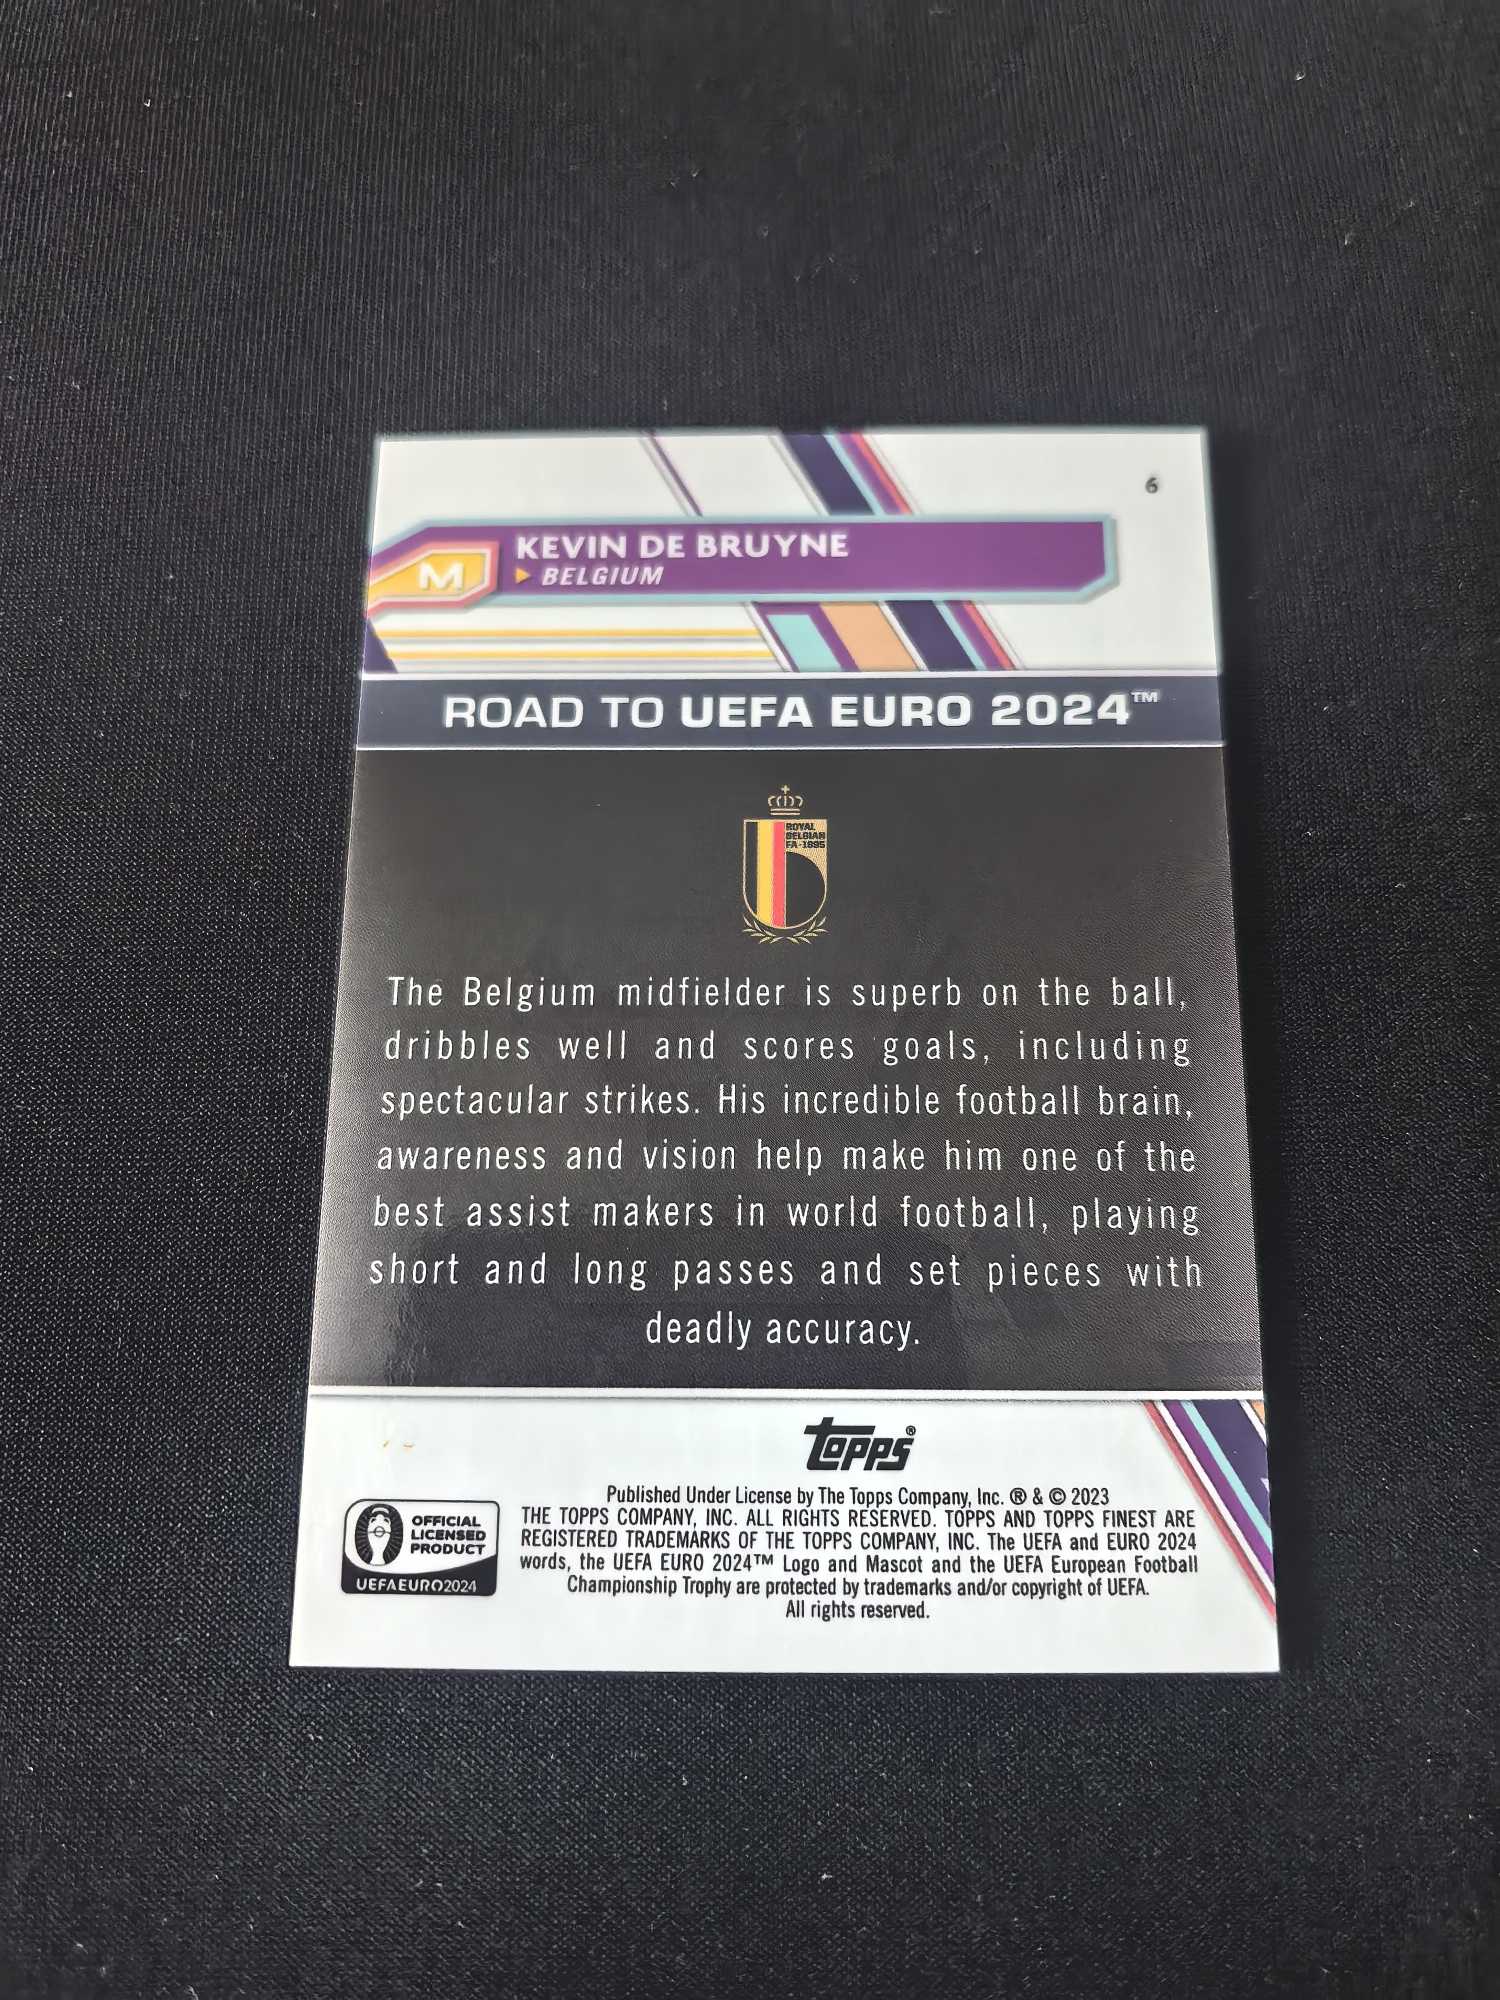 6
KEVIN DE BRUYNE
M
BELGIUM
ROAD TO UEFA EURO 2024™
ROYAL
BELGIAN
FA-1895
The Belgium midfielder is superb on the ball,
dribbles well and scores goals, including
spectacular strikes. His incredible football brain,
awareness and vision help make him one of the
best assist makers in world football, playing
short and long passes and set pieces with
deadly accuracy.
topps®
Published Under License by The Topps Company, Inc. ® & © 2023
THE TOPPS COMPANY, INC. ALL RIGHTS RESERVED. TOPPS AND TOPPS FINEST ARE
REGISTERED TRADEMARKS OF THE TOPPS COMPANY, INC. The UEFA and EURO 2024
words, the UEFA EURO 2024™ Logo and Mascot and the UEFA European Football
Championship Trophy are protected by trademarks and/or copyright of UEFA.
All rights reserved.
OFFICIAL
LICENSED
PRODUCT
UEFAEURO2024